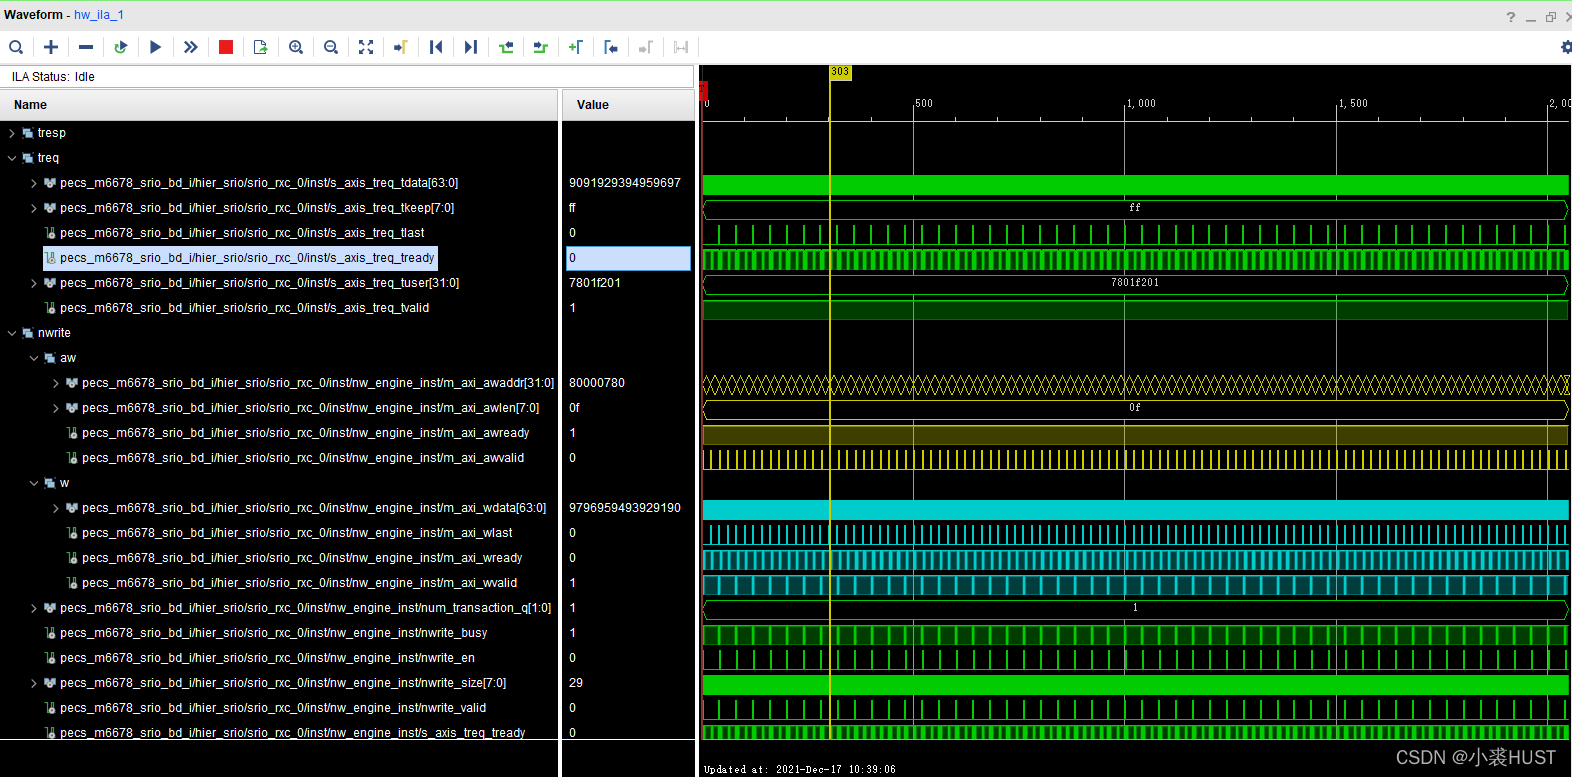 Waveform - hw_ila_1
ILA Status: Idle
Name Value
303
T
0 500 1,000 1,500 2,00
tresp
treq
pecs_m6678_srio_bd_i/hier_srio/srio_rxc_0/inst/s_axis_treq_tdata[63:0] 9091929394959697
pecs_m6678_srio_bd_i/hier_srio/srio_rxc_0/inst/s_axis_treq_tkeep[7:0] ff ff
pecs_m6678_srio_bd_i/hier_srio/srio_rxc_0/inst/s_axis_treq_tlast 0
pecs_m6678_srio_bd_i/hier_srio/srio_rxc_0/inst/s_axis_treq_tready 0
pecs_m6678_srio_bd_i/hier_srio/srio_rxc_0/inst/s_axis_treq_tuser[31:0] 7801f201 7801f201
pecs_m6678_srio_bd_i/hier_srio/srio_rxc_0/inst/s_axis_treq_tvalid 1
nwrite
aw
pecs_m6678_srio_bd_i/hier_srio/srio_rxc_0/inst/nw_engine_inst/m_axi_awaddr[31:0] 80000780
pecs_m6678_srio_bd_i/hier_srio/srio_rxc_0/inst/nw_engine_inst/m_axi_awlen[7:0] 0f 0f
pecs_m6678_srio_bd_i/hier_srio/srio_rxc_0/inst/nw_engine_inst/m_axi_awready 1
pecs_m6678_srio_bd_i/hier_srio/srio_rxc_0/inst/nw_engine_inst/m_axi_awvalid 0
w
pecs_m6678_srio_bd_i/hier_srio/srio_rxc_0/inst/nw_engine_inst/m_axi_wdata[63:0] 9796959493929190
pecs_m6678_srio_bd_i/hier_srio/srio_rxc_0/inst/nw_engine_inst/m_axi_wlast 0
pecs_m6678_srio_bd_i/hier_srio/srio_rxc_0/inst/nw_engine_inst/m_axi_wready 0
pecs_m6678_srio_bd_i/hier_srio/srio_rxc_0/inst/nw_engine_inst/m_axi_wvalid 1
pecs_m6678_srio_bd_i/hier_srio/srio_rxc_0/inst/nw_engine_inst/num_transaction_q[1:0] 1 1
pecs_m6678_srio_bd_i/hier_srio/srio_rxc_0/inst/nw_engine_inst/nwrite_busy 1
pecs_m6678_srio_bd_i/hier_srio/srio_rxc_0/inst/nw_engine_inst/nwrite_en 0
pecs_m6678_srio_bd_i/hier_srio/srio_rxc_0/inst/nw_engine_inst/nwrite_size[7:0] 29
pecs_m6678_srio_bd_i/hier_srio/srio_rxc_0/inst/nw_engine_inst/nwrite_valid 0
pecs_m6678_srio_bd_i/hier_srio/srio_rxc_0/inst/nw_engine_inst/s_axis_treq_tready 0
Updated at: 2021-Dec-17 10:39:06
CSDN @小裘HUST